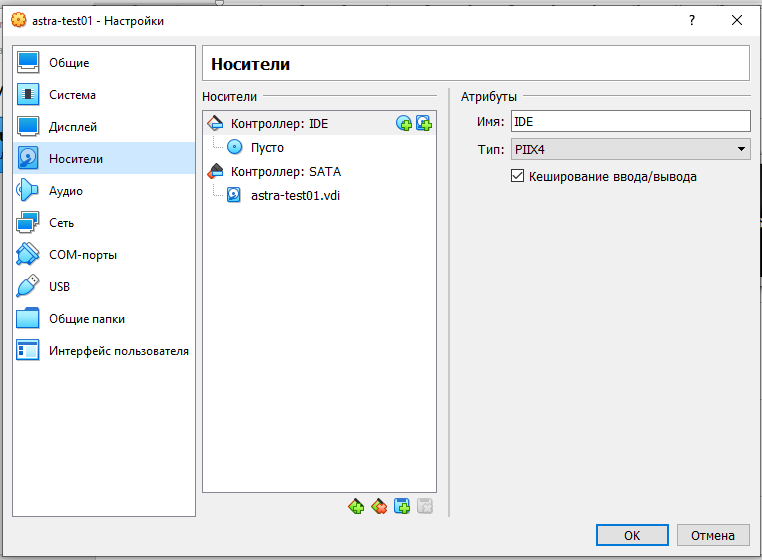 astra-test01 - Настройки
?
Общие
Система
Дисплей
Носители
Аудио
Сеть
COM-порты
USB
Общие папки
Интерфейс пользователя
Носители
Носители
Контроллер: IDE
Пусто
Контроллер: SATA
astra-test01.vdi
Атрибуты
Имя: IDE
Тип: PIIX4
Кеширование ввода/вывода
OK
Отмена